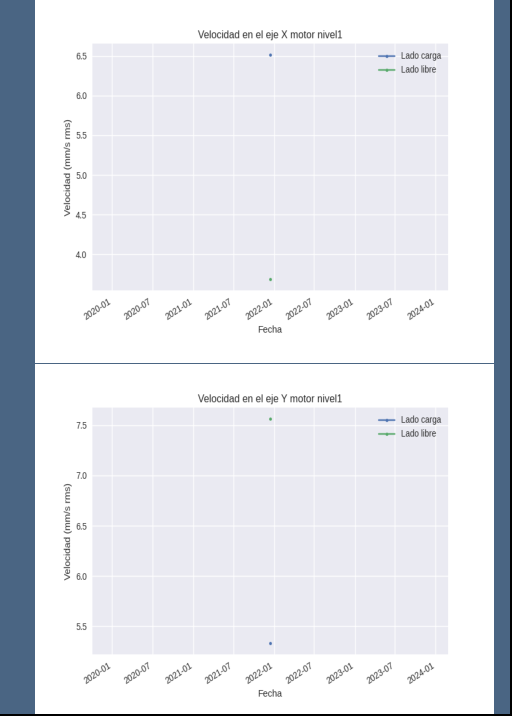 Velocidad en el eje X motor nivel1
Lado carga
Lado libre
6.5
6.0
5.5
5.0
4.5
4.0
Velocidad (mm/s rms)
2020-01 2020-07 2021-01 2021-07 2022-01 2022-07 2023-01 2023-07 2024-01
Fecha
Velocidad en el eje Y motor nivel1
Lado carga
Lado libre
7.5
7.0
6.5
6.0
5.5
Velocidad (mm/s rms)
2020-01 2020-07 2021-01 2021-07 2022-01 2022-07 2023-01 2023-07 2024-01
Fecha